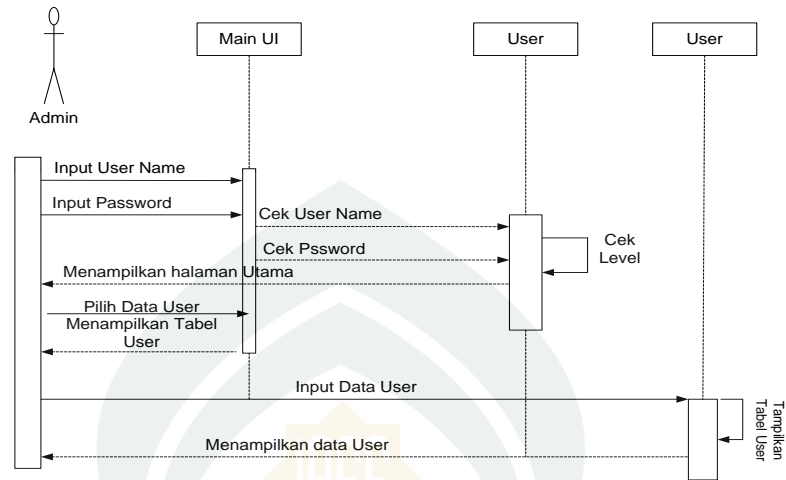 Main UI
User
User
Admin
Input User Name
Input Password
Cek User Name
Cek
Level
Cek Pssword
Menampilkan halaman Utama
Pilih Data User
Menampilkan Tabel
User
Input Data User
Tampilkan
Tabel User
Menampilkan data User